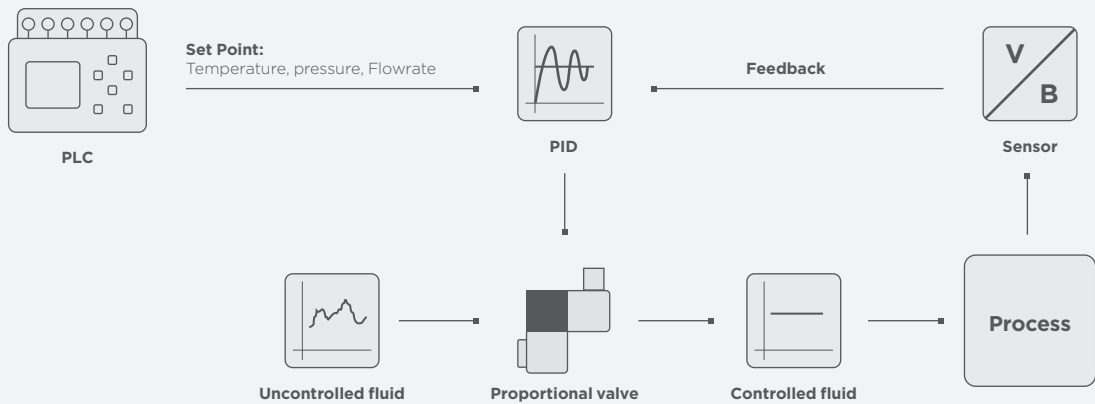 Set Point:
Temperature, pressure, Flowrate
Feedback
V
B
PLC
PID
Sensor
Process
Uncontrolled fluid
Proportional valve
Controlled fluid